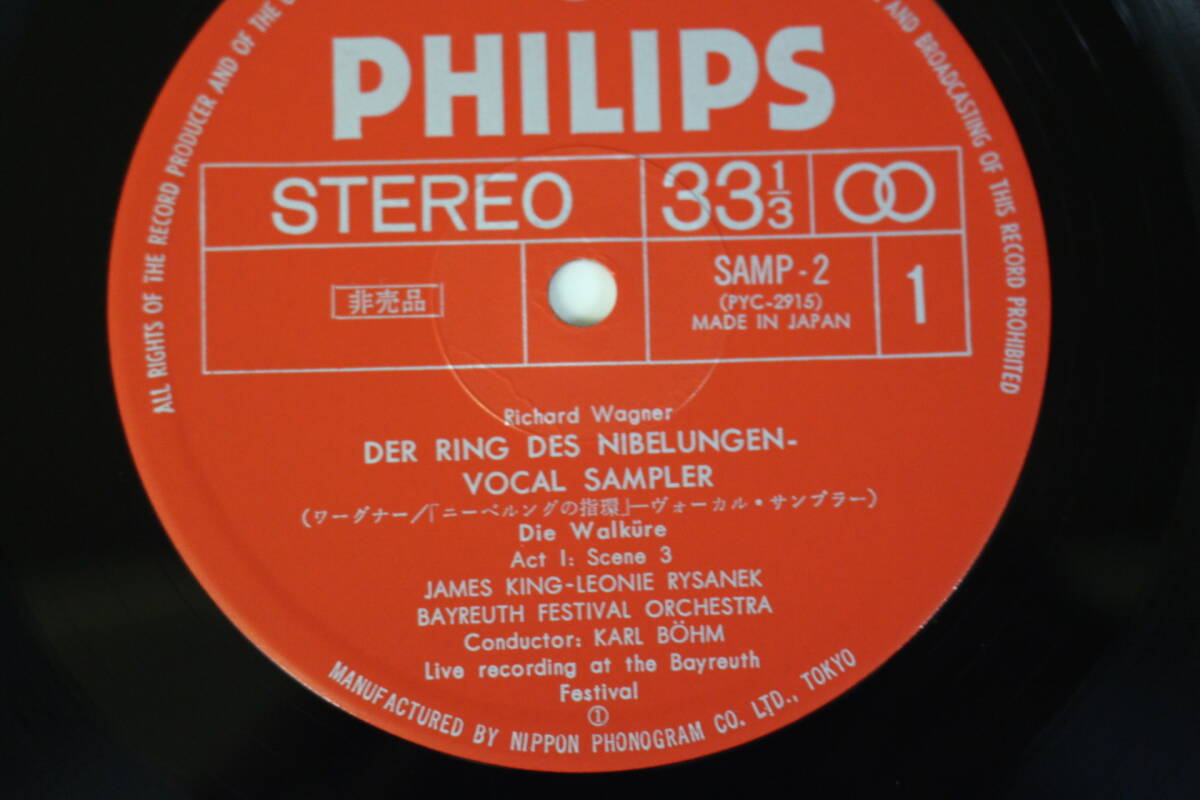 PHILIPS
STEREO
33 1/3
非売品
SAMP-2
(PYC-2915)
MADE IN JAPAN
1
Richard Wagner
DER RING DES NIBELUNGEN-
VOCAL SAMPLER
(ワーグナー/「ニーベルングの指環」—ヴォーカル・サンプラー)
Die Walküre
Act I: Scene 3
JAMES KING-LEONIE RYSANEK
BAYREUTH FESTIVAL ORCHESTRA
Conductor: KARL BÖHM
Live recording at the Bayreuth
Festival
①
ALL RIGHTS OF THE RECORD PRODUCER AND OF THE
AND BROADCASTING OF THIS RECORD PROHIBITED
MANUFACTURED BY NIPPON PHONOGRAM CO. LTD., TOKYO